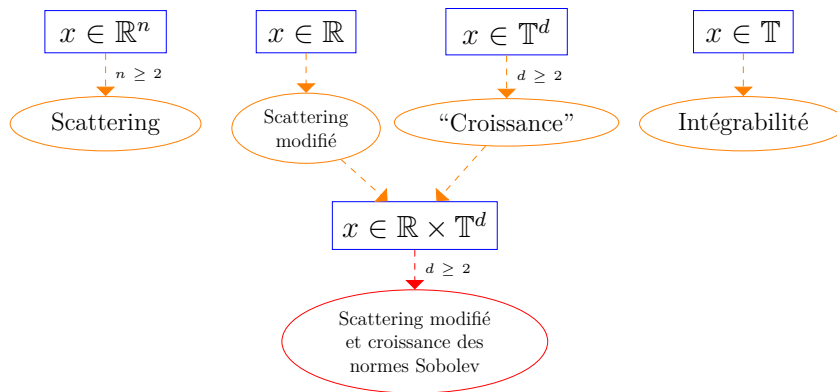 x ∈ ℝⁿ
x ∈ ℝ
x ∈ 𝕋ᵈ
x ∈ 𝕋
n ≥ 2
d ≥ 2
Scattering
Scattering
modifié
“Croissance”
Intégrabilité
x ∈ ℝ × 𝕋ᵈ
d ≥ 2
Scattering modifié
et croissance des
normes Sobolev